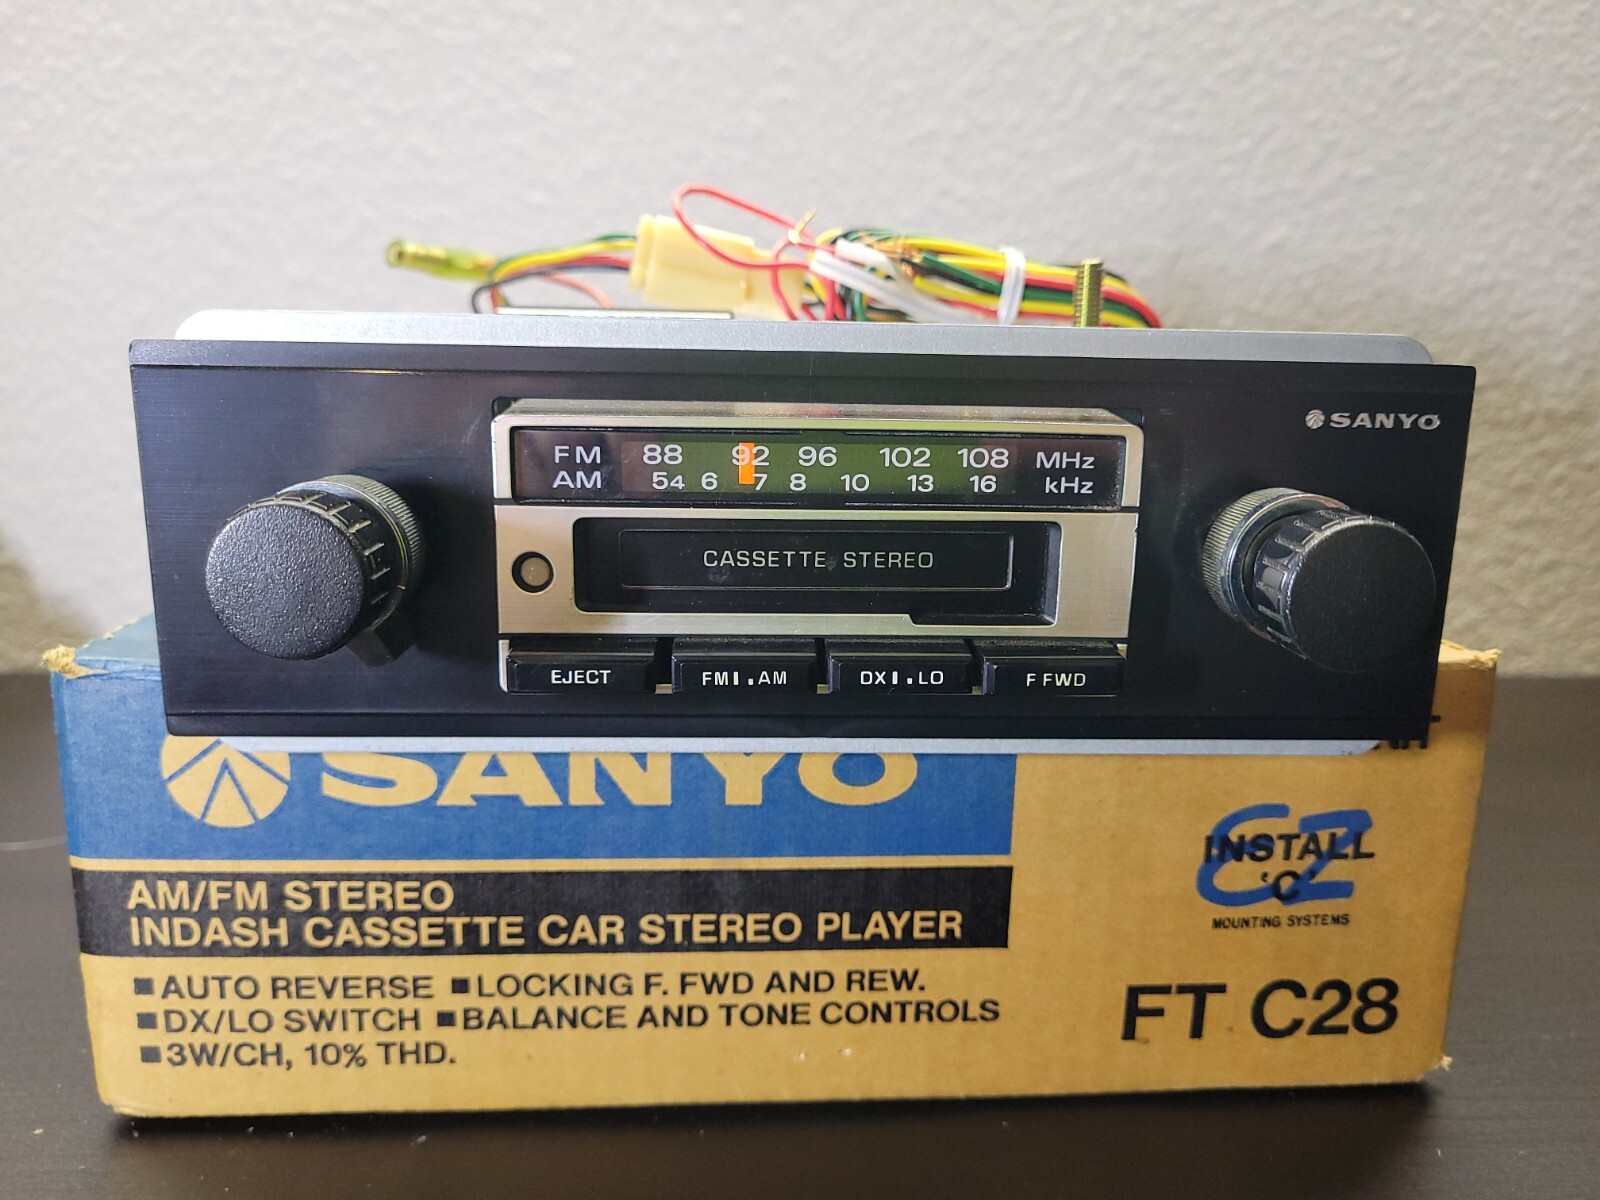 SANYO
FM 88 92 96 102 108 MHz
AM 54 6 7 8 10 13 16 kHz
CASSETTE STEREO
EJECT FM AM DX LO F FWD
SANYO
AM/FM STEREO
INDASH CASSETTE CAR STEREO PLAYER
■AUTO REVERSE ■LOCKING F. FWD AND REW.
■DX/LO SWITCH ■BALANCE AND TONE CONTROLS
■3W/CH, 10% THD.
EZ
INSTALL
'C'
MOUNTING SYSTEMS
FT C28